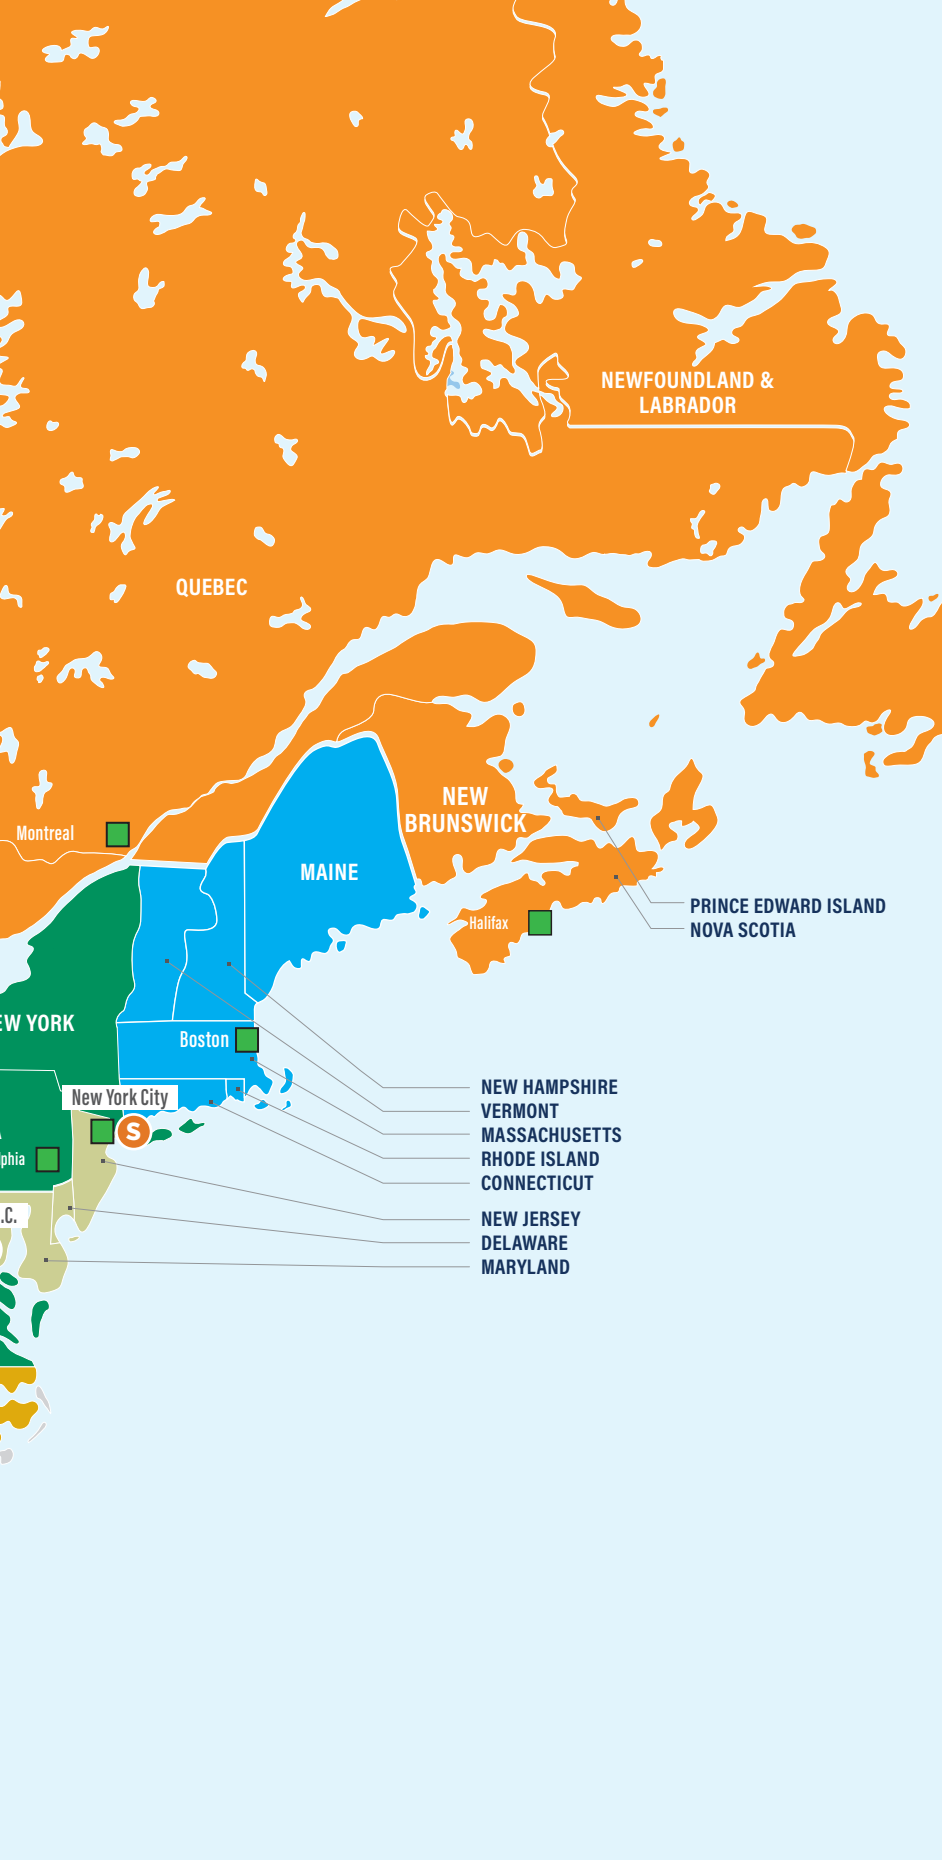 NEWFOUNDLAND &
LABRADOR
QUEBEC
NEW
BRUNSWICK
Montreal
MAINE
PRINCE EDWARD ISLAND
NOVA SCOTIA
Halifax
EW YORK
Boston
NEW HAMPSHIRE
VERMONT
MASSACHUSETTS
RHODE ISLAND
CONNECTICUT
New York City
S
lphia
NEW JERSEY
DELAWARE
MARYLAND
.C.